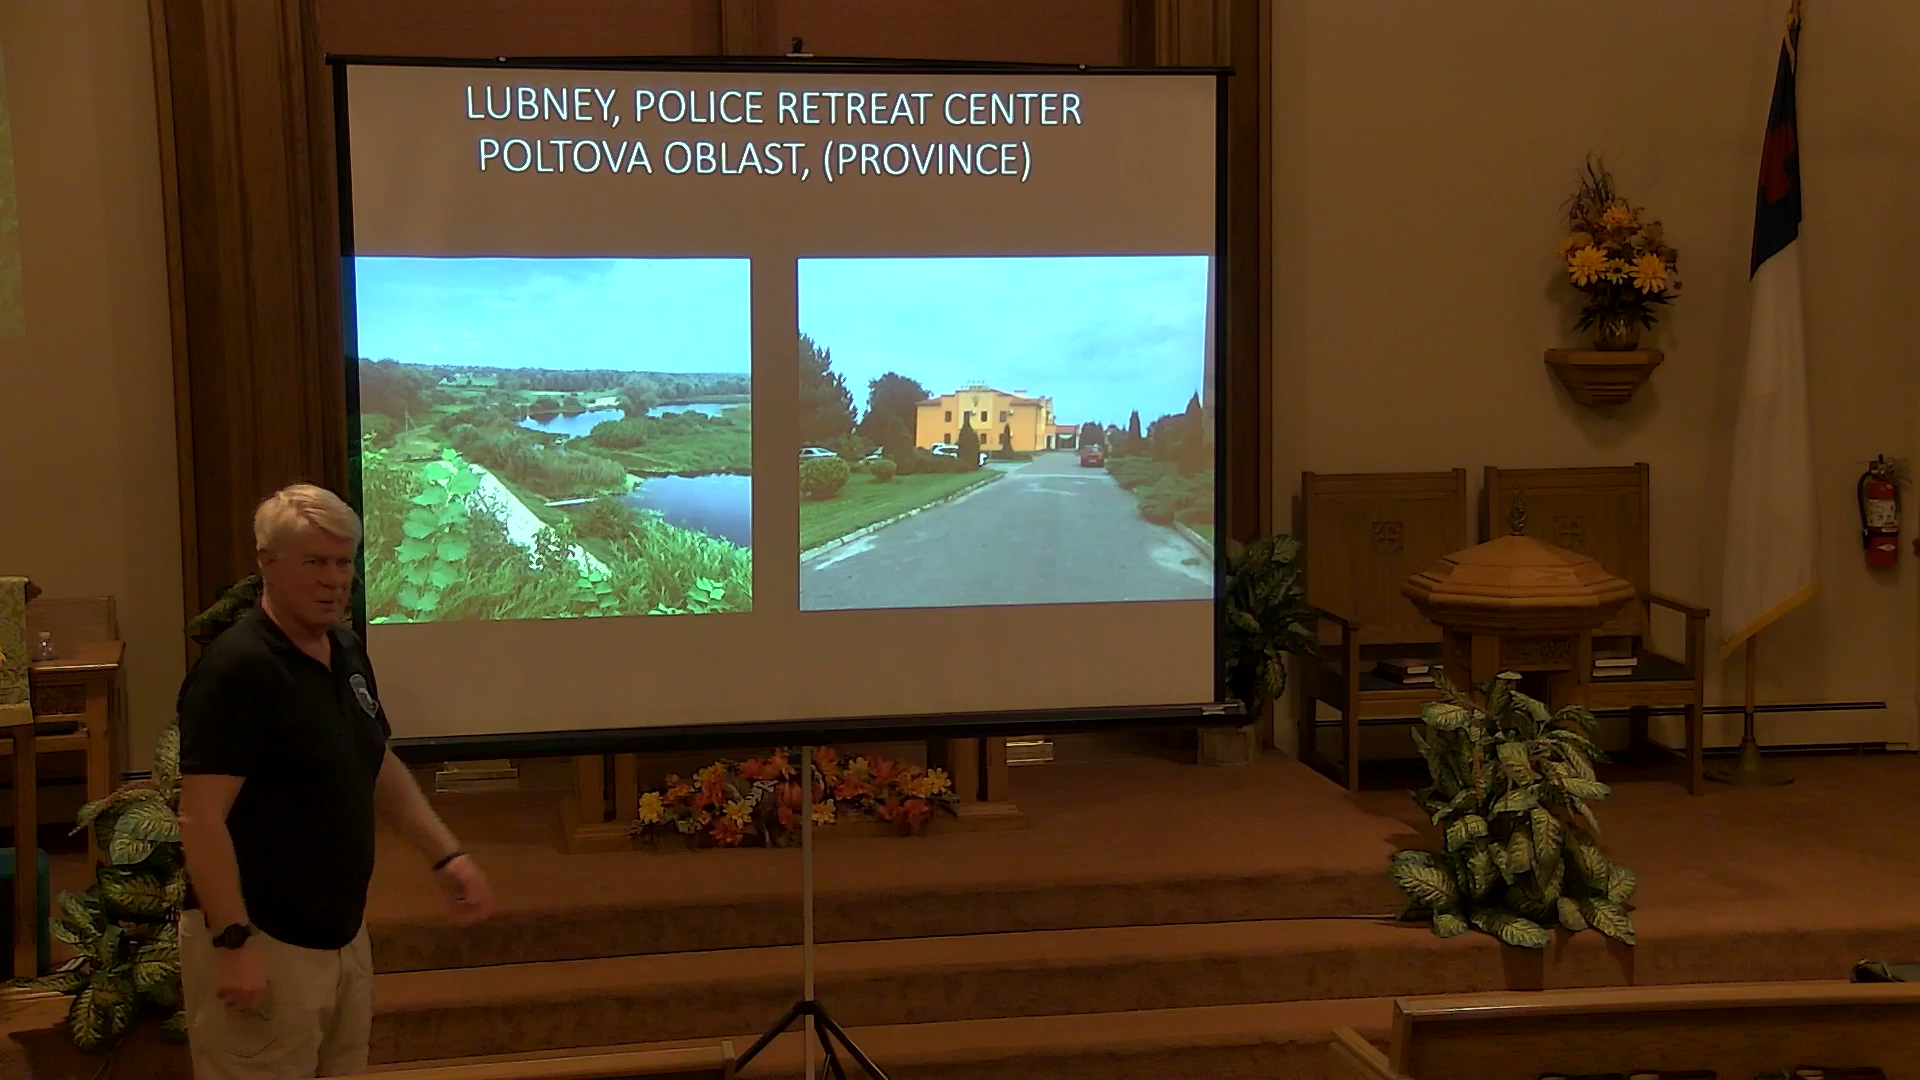 LUBNEY, POLICE RETREAT CENTER
POLTOVA OBLAST, (PROVINCE)